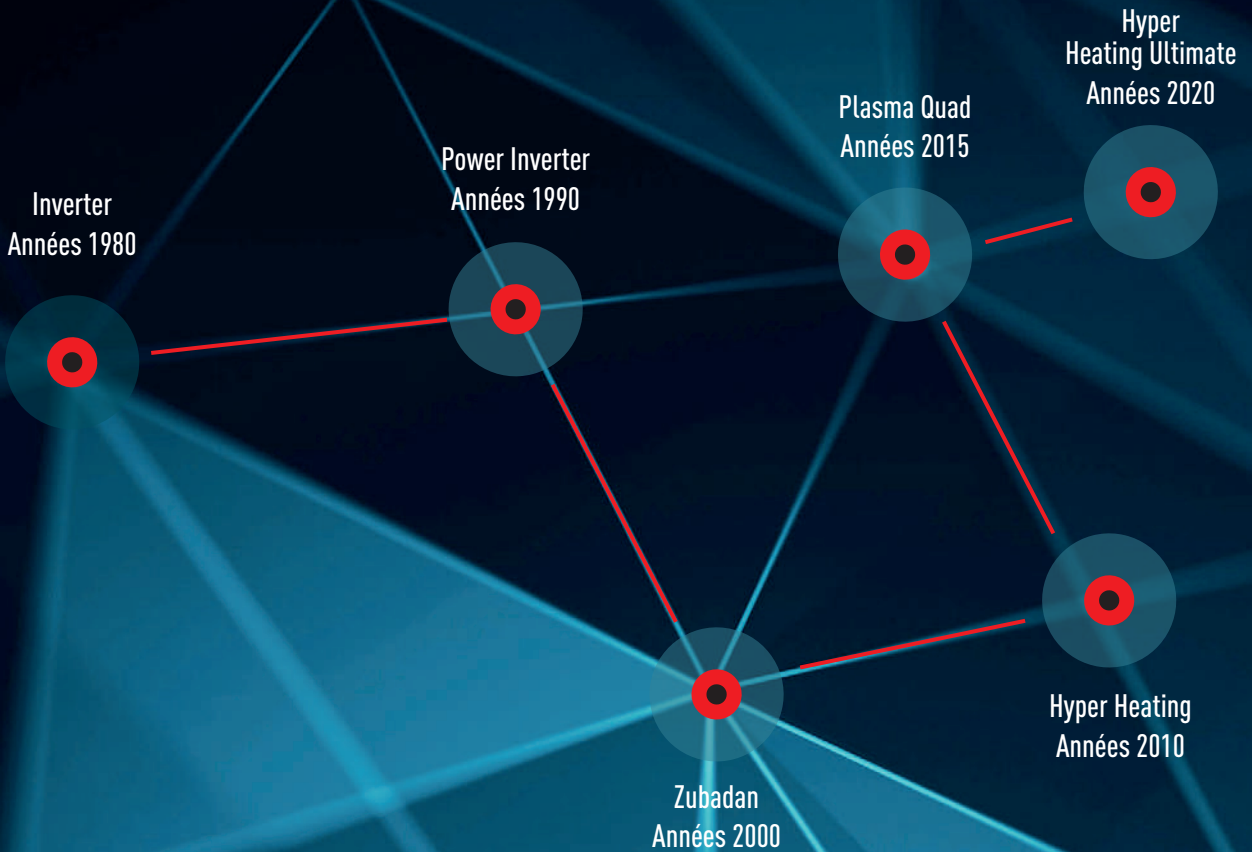 Inverter
Années 1980
Power Inverter
Années 1990
Zubadan
Années 2000
Hyper Heating
Années 2010
Plasma Quad
Années 2015
Hyper
Heating Ultimate
Années 2020